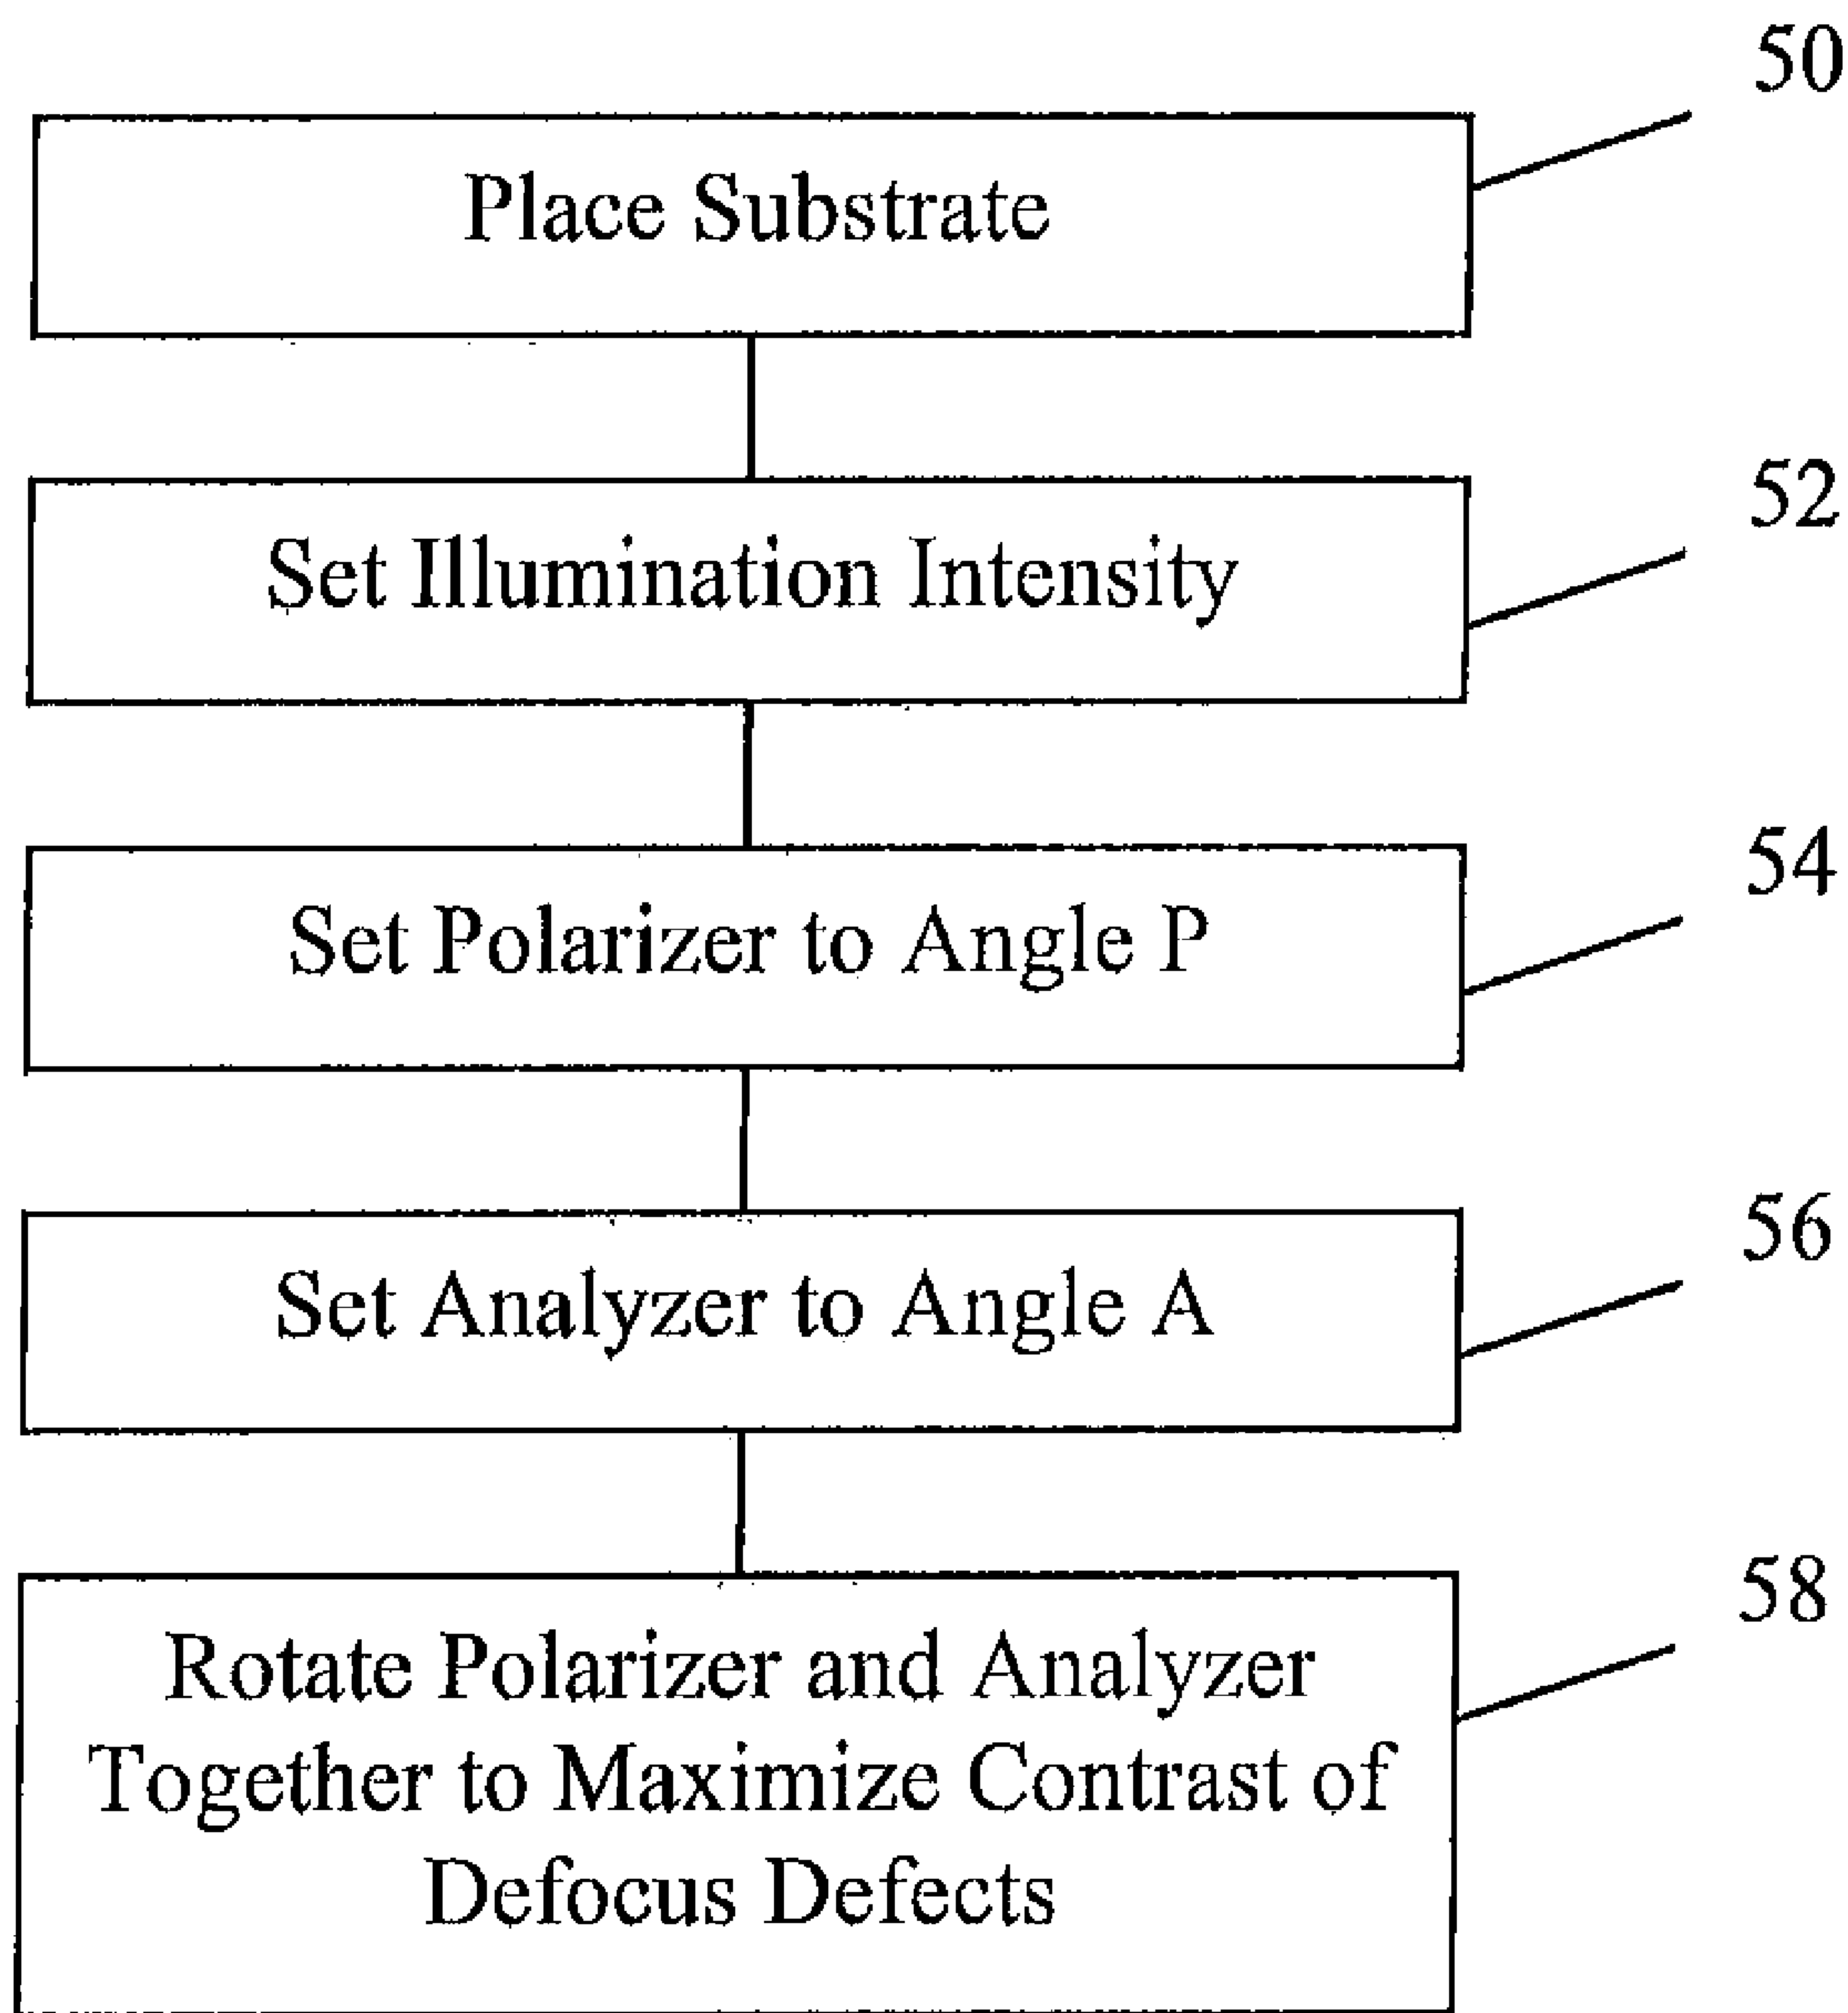 50
Place Substrate
52
Set Illumination Intensity
54
Set Polarizer to Angle P
56
Set Analyzer to Angle A
58
Rotate Polarizer and Analyzer
Together to Maximize Contrast of
Defocus Defects